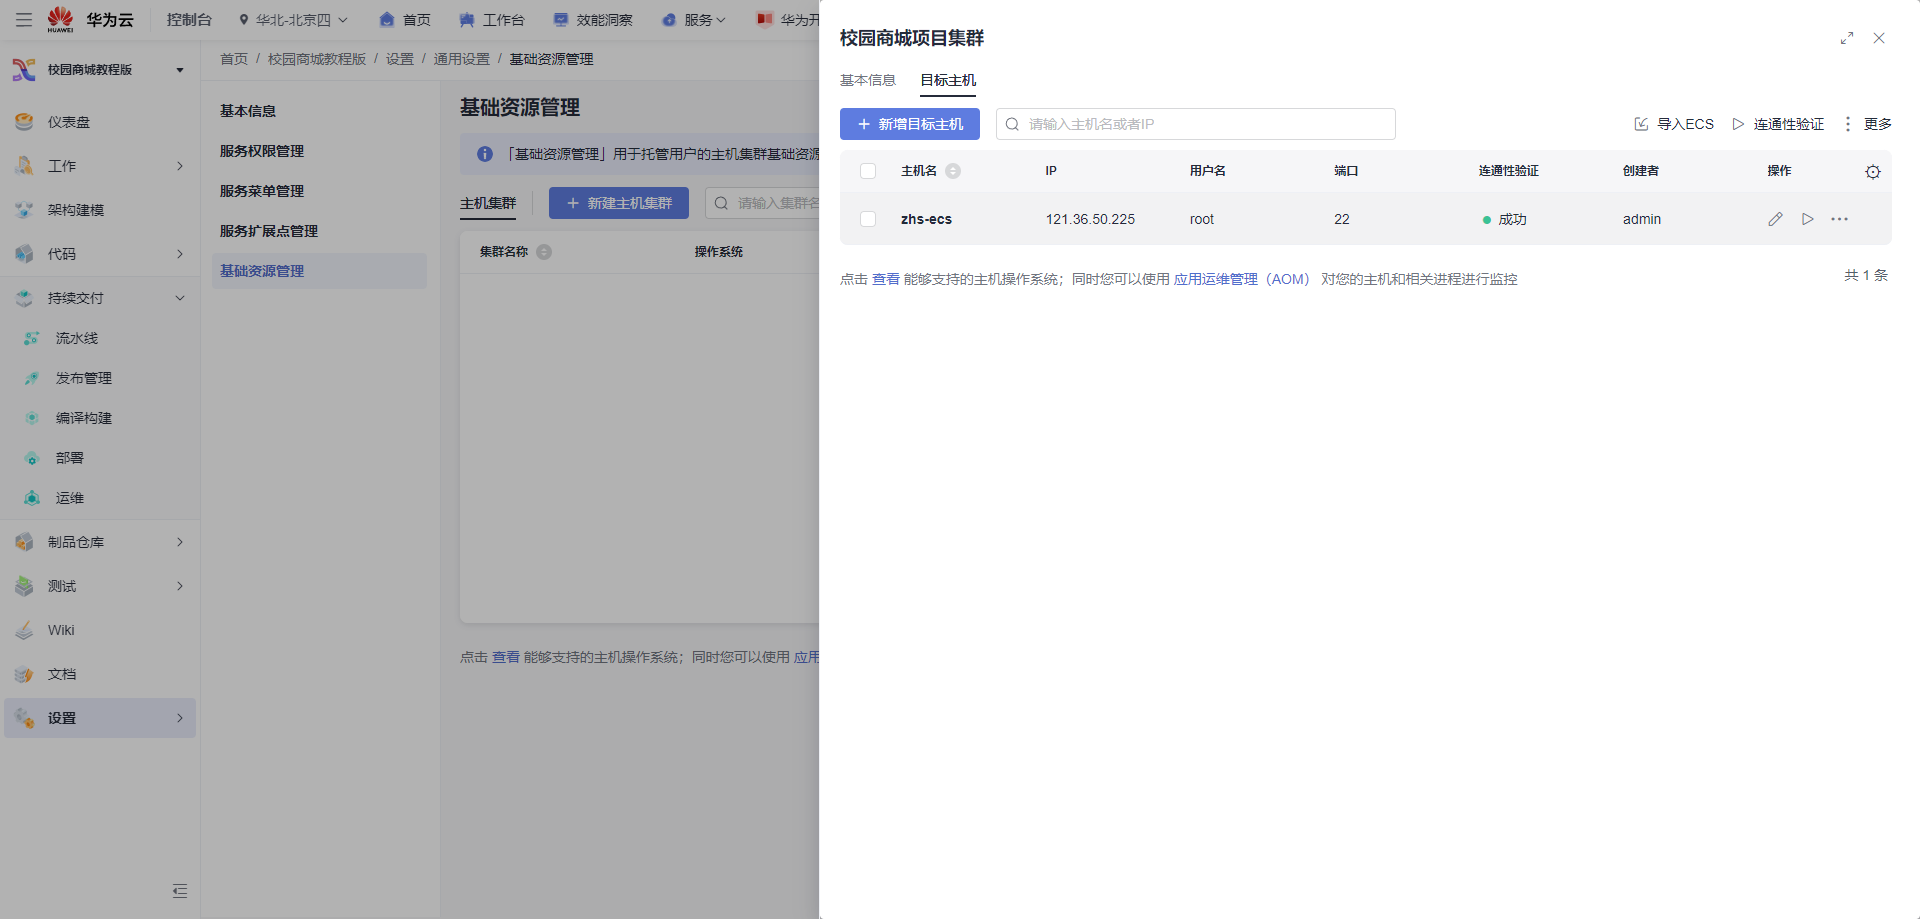 HUAWEI 华为云 控制台 华北-北京四 首页 工作台 效能洞察 服务 华为开
校园商城教程版
仪表盘
工作
架构建模
代码
持续交付
流水线
发布管理
编译构建
部署
运维
制品仓库
测试
Wiki
文档
设置
首页 / 校园商城教程版 / 设置 / 通用设置 / 基础资源管理
基本信息
服务权限管理
服务菜单管理
服务扩展点管理
基础资源管理
基础资源管理
「基础资源管理」用于托管用户的主机集群基础资源
主机集群 新建主机集群 请输入集群名
集群名称 操作系统
点击 查看 能够支持的主机操作系统；同时您可以使用 应用
校园商城项目集群
基本信息 目标主机
新增目标主机 请输入主机名或者IP 导入ECS 连通性验证 更多
主机名 IP 用户名 端口 连通性验证 创建者 操作
zhs-ecs 121.36.50.225 root 22 成功 admin
点击 查看 能够支持的主机操作系统；同时您可以使用 应用运维管理（AOM） 对您的主机和相关进程进行监控 共 1 条